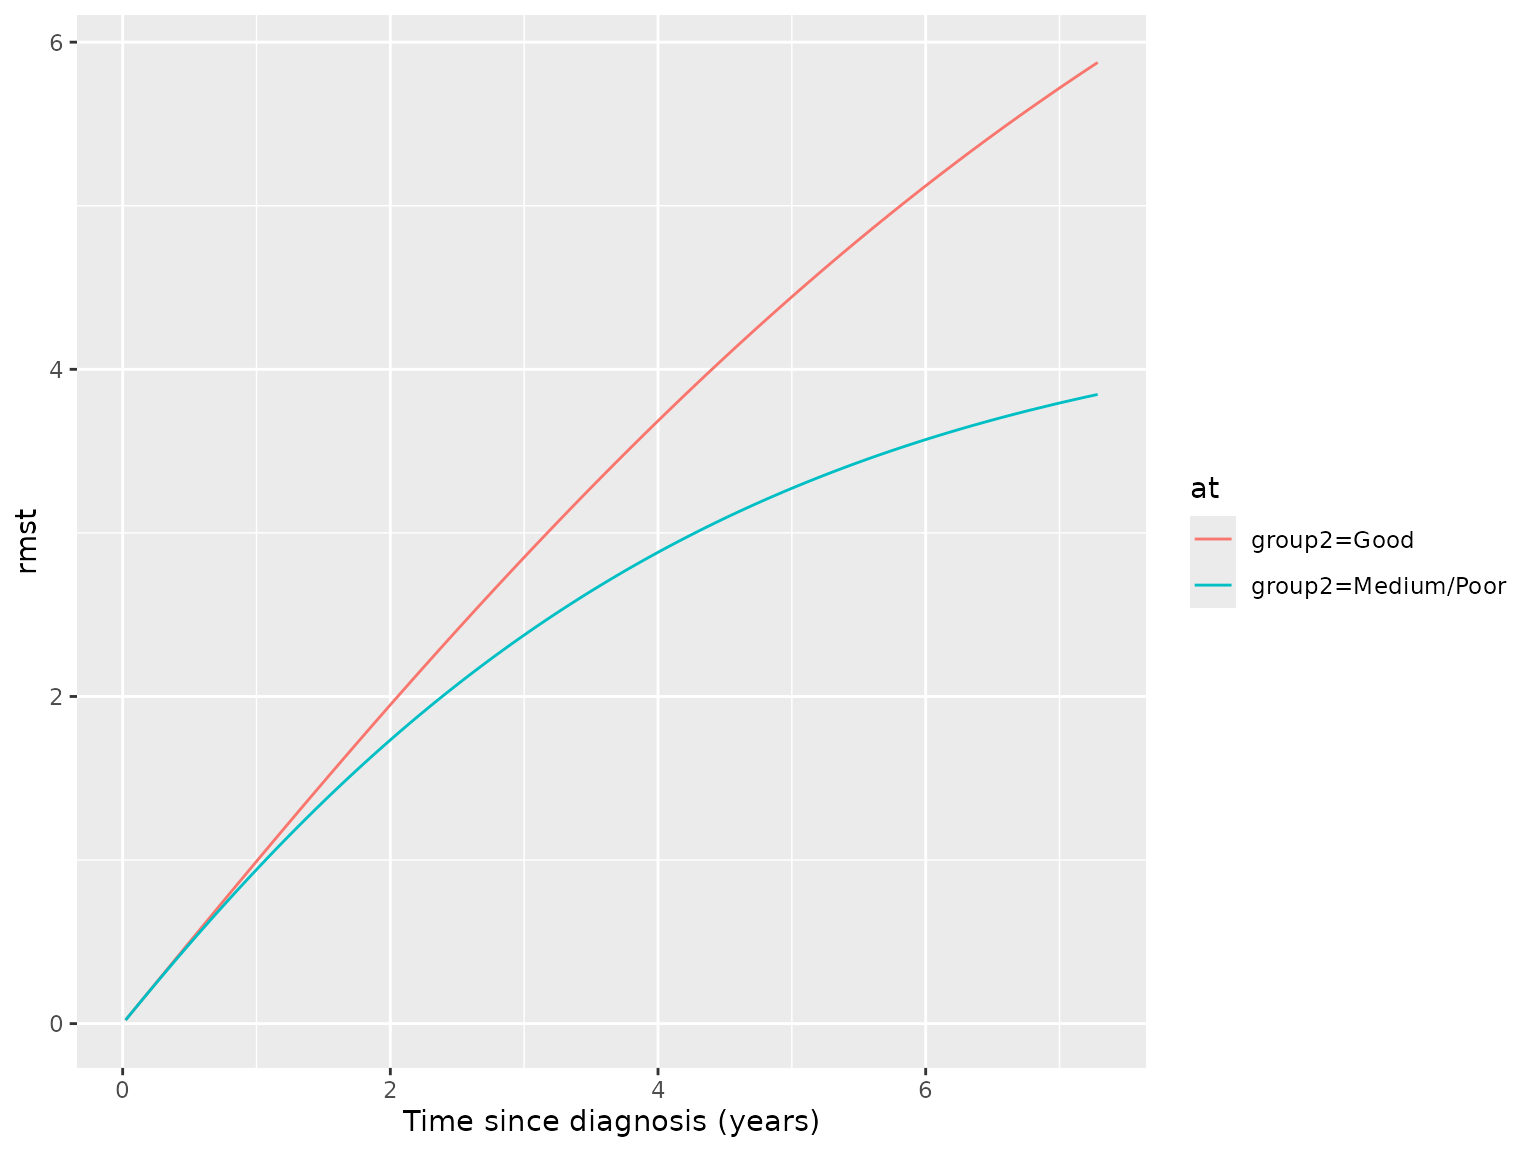 6
4
2
0
rmst
0 2 4 6
Time since diagnosis (years)
at
group2=Good
group2=Medium/Poor